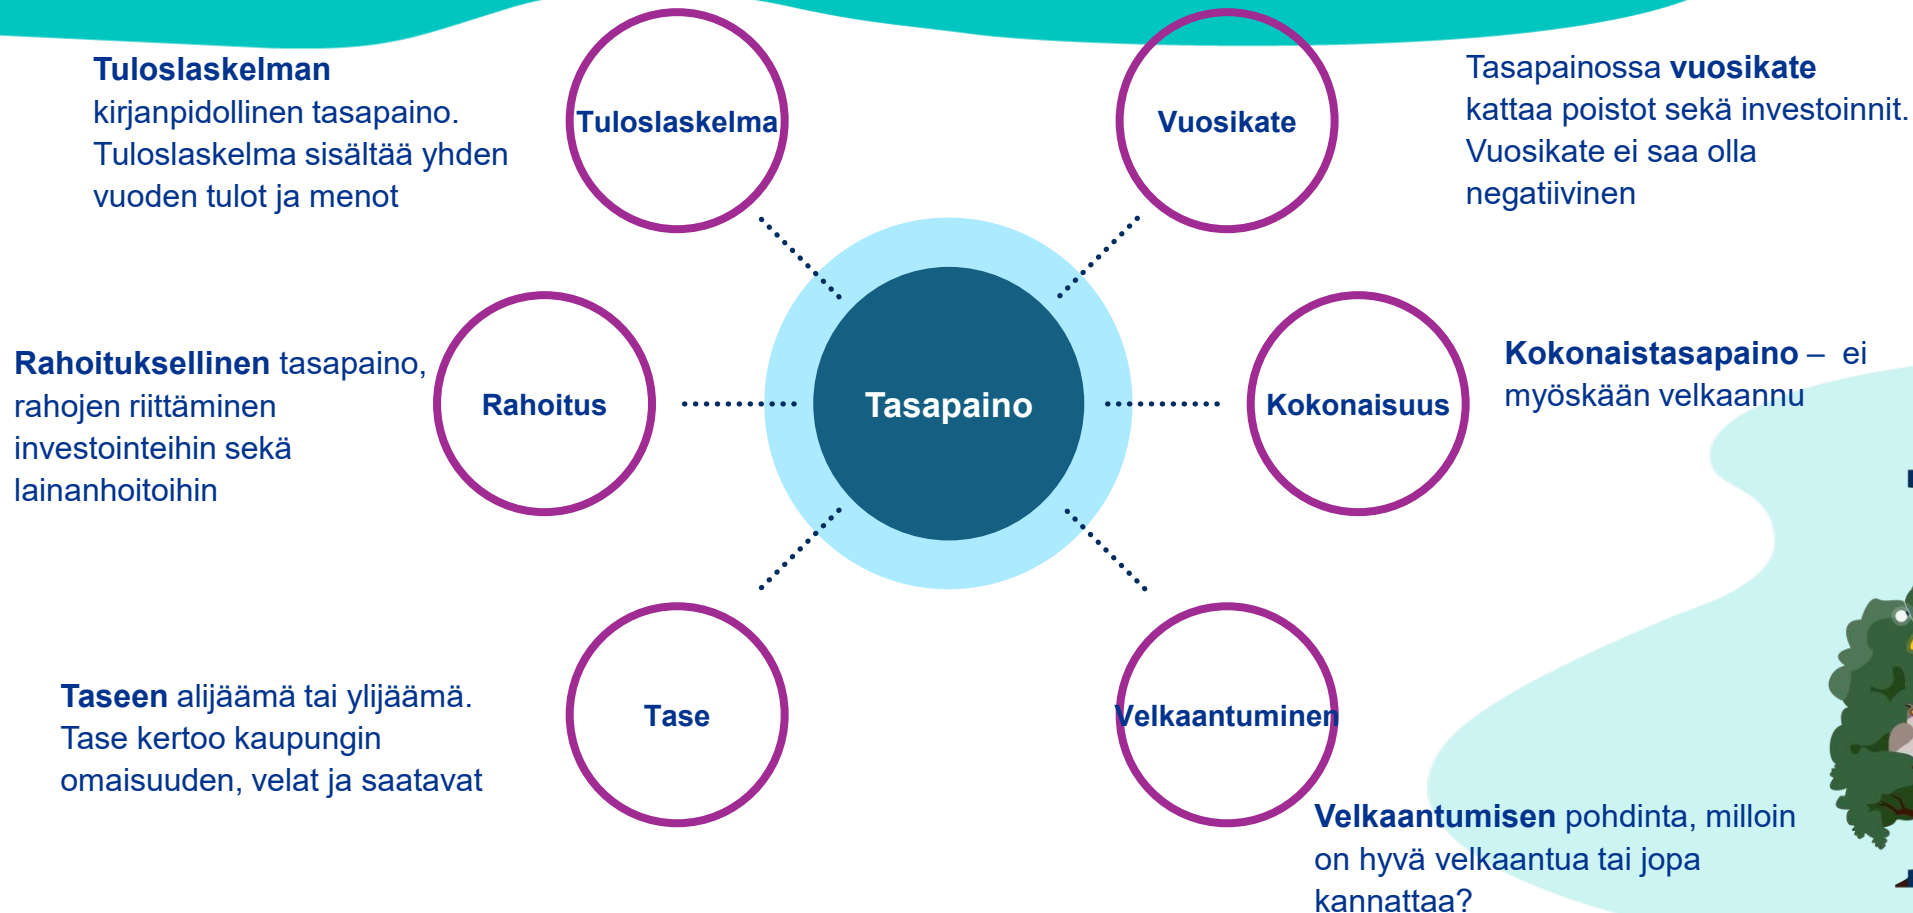 Tuloslaskelman
kirjanpidollinen tasapaino.
Tuloslaskelma sisältää yhden
vuoden tulot ja menot
Tuloslaskelma
Vuosikate
Tasapainossa vuosikate
kattaa poistot sekä investoinnit.
Vuosikate ei saa olla
negatiivinen
Rahoituksellinen tasapaino,
rahojen riittäminen
investointeihin sekä
lainanhoitoihin
Rahoitus
Tasapaino
Kokonaisuus
Kokonaistasapaino – ei
myöskään velkaannu
Taseen alijäämä tai ylijäämä.
Tase kertoo kaupungin
omaisuuden, velat ja saatavat
Tase
Velkaantuminen
Velkaantumisen pohdinta, milloin
on hyvä velkaantua tai jopa
kannattaa?